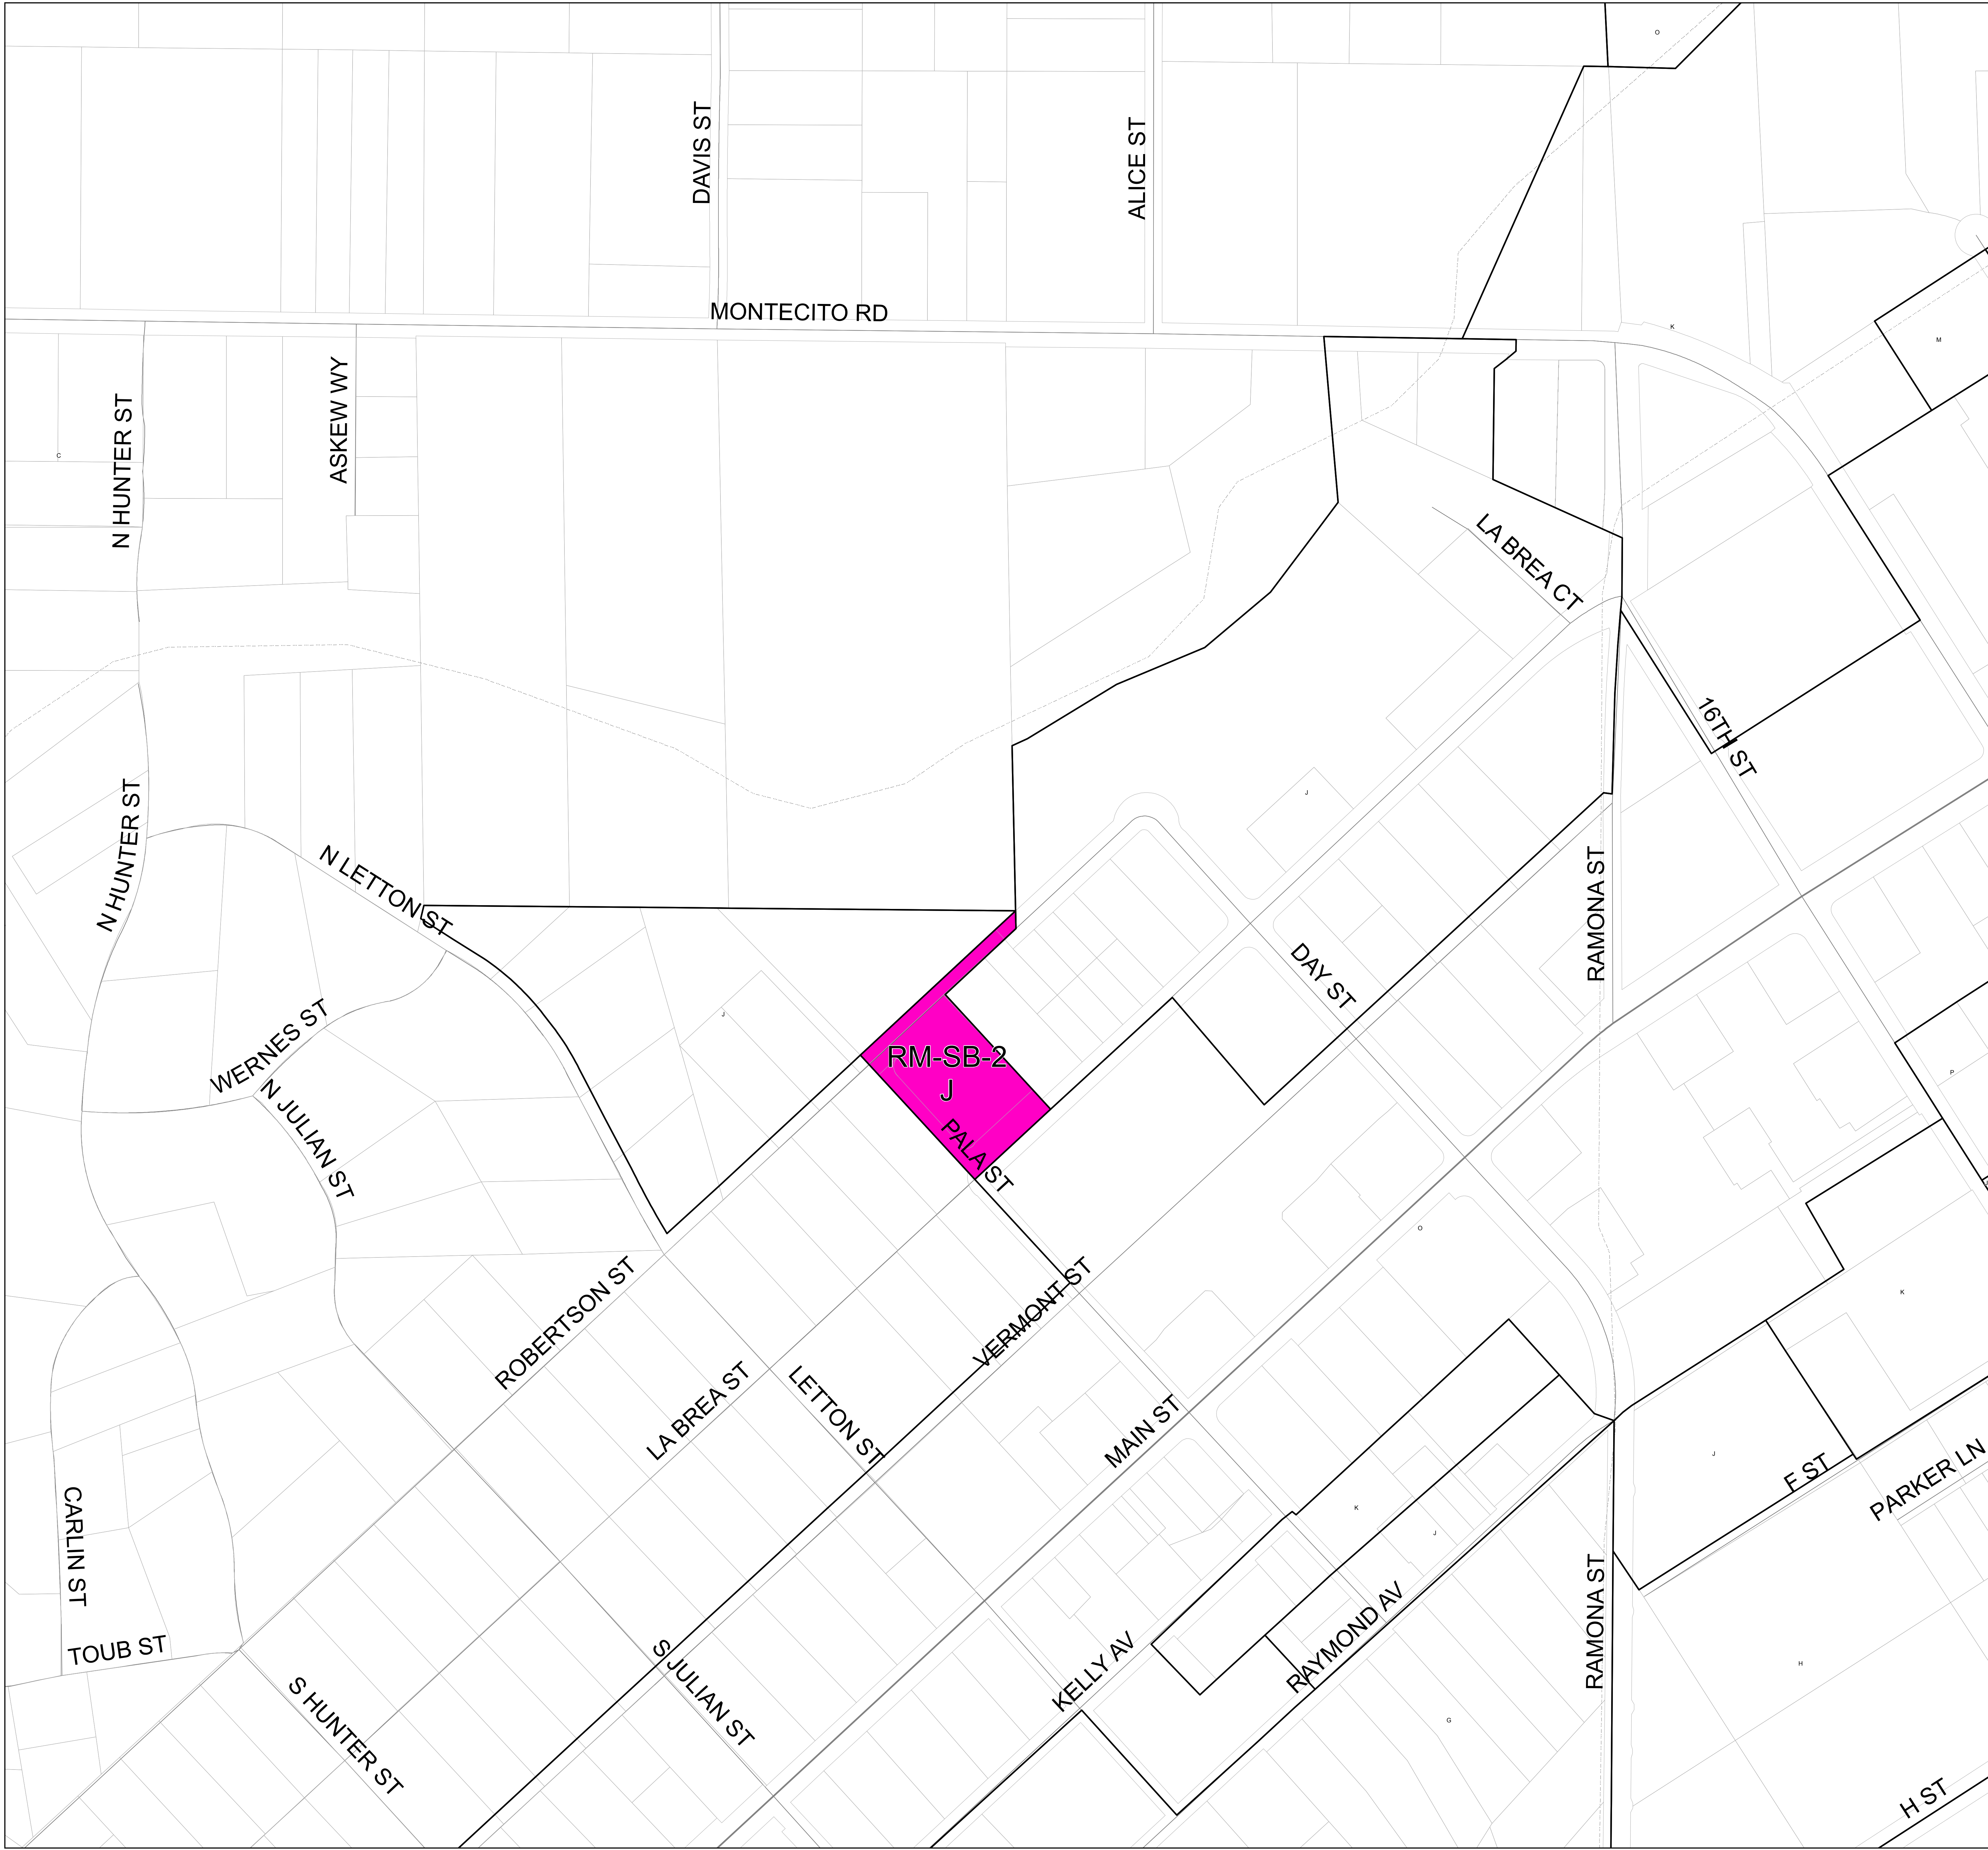 O
DAVIS ST
ALICE ST
MONTECITO RD
K
M
N HUNTER ST
ASKEW WY
C
LA BREA CT
16TH ST
J
N HUNTER ST
N LETTON ST
RAMONA ST
DAY ST
J
WERNES ST
RM-SB-2
J
P
N JULIAN ST
PALA ST
O
ROBERTSON ST
VERMONT ST
K
LA BREA ST
LETTON ST
MAIN ST
J
F ST
PARKER LN
CARLIN ST
K
J
RAMONA ST
RAYMOND AV
TOUB ST
S JULIAN ST
KELLY AV
H
S HUNTER ST
G
H ST